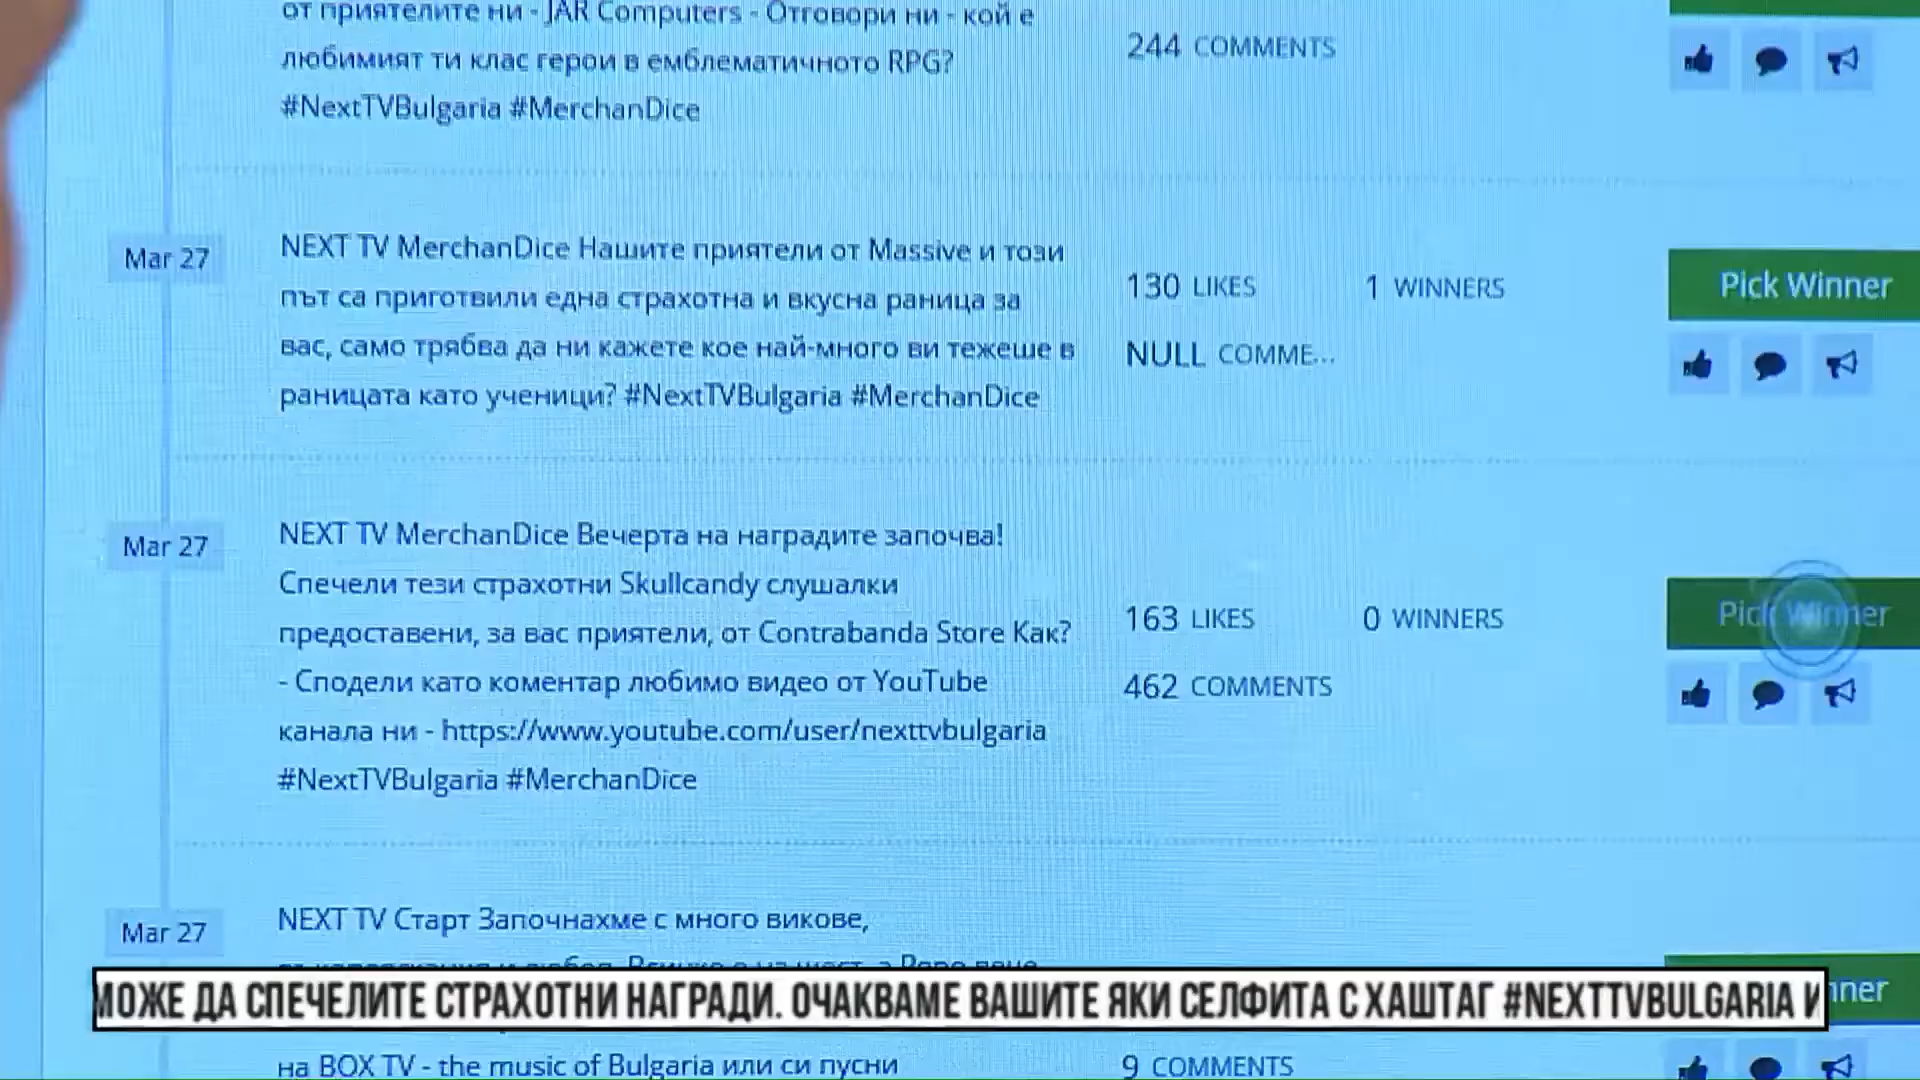 от приятелите ни - JAR Computers - Отговори ни - кой е
любимият ти клас герои в емблематичното RPG?
#NextTVBulgaria #MerchanDice
244 COMMENTS
Mar 27
NEXT TV MerchanDice Нашите приятели от Massive и този
път са приготвили една страхотна и вкусна раница за
вас, само трябва да ни кажете кое най-много ви тежеше в
раницата като ученици? #NextTVBulgaria #MerchanDice
130 LIKES
1 WINNERS
NULL COMME...
Pick Winner
Mar 27
NEXT TV MerchanDice Вечерта на наградите започва!
Спечели тези страхотни Skullcandy слушалки
предоставени, за вас приятели, от Contrabanda Store Как?
- Сподели като коментар любимо видео от YouTube
канала ни - https://www.youtube.com/user/nexttvbulgaria
#NextTVBulgaria #MerchanDice
163 LIKES
0 WINNERS
462 COMMENTS
Pick Winner
Mar 27
NEXT TV Старт Започнахме с много викове,
МОЖЕ ДА СПЕЧЕЛИТЕ СТРАХОТНИ НАГРАДИ. ОЧАКВАМЕ ВАШИТЕ ЯКИ СЕЛФИТА С ХАШТАГ #NEXTTVBULGARIA И
на BOX TV - the music of Bulgaria или си пусни
9 COMMENTS